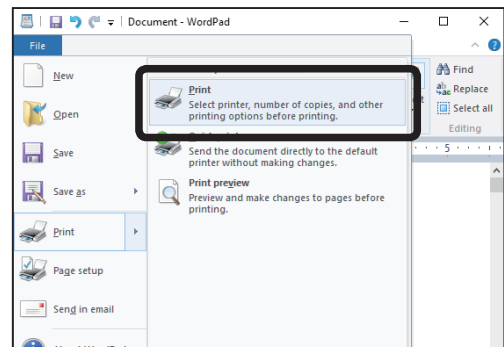 Document - WordPad
File
New
Open
Save
Save as
Print
Page setup
Send in email
Print
Select printer, number of copies, and other
printing options before printing.
Send the document directly to the default
printer without making changes.
Print preview
Preview and make changes to pages before
printing.
Find
Replace
Select all
Editing
5